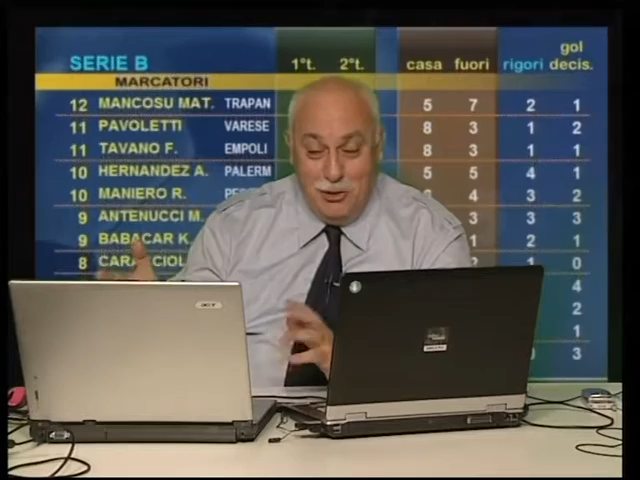 SERIE B 1°t. 2°t. casa fuori rigori gol decis.
MARCATORI
12 MANCOSU MAT. TRAPAN 5 7 2 1
11 PAVOLETTI VARESE 8 3 1 2
11 TAVANO F. EMPOLI 8 3 1 1
10 HERNANDEZ A. PALERM 5 5 4 1
10 MANIERO R. 6 4 3 2
9 ANTENUCCI M. 3 3 3
9 BABACAR K. 2 1
8 1 0
4
2
1
0 3
acer